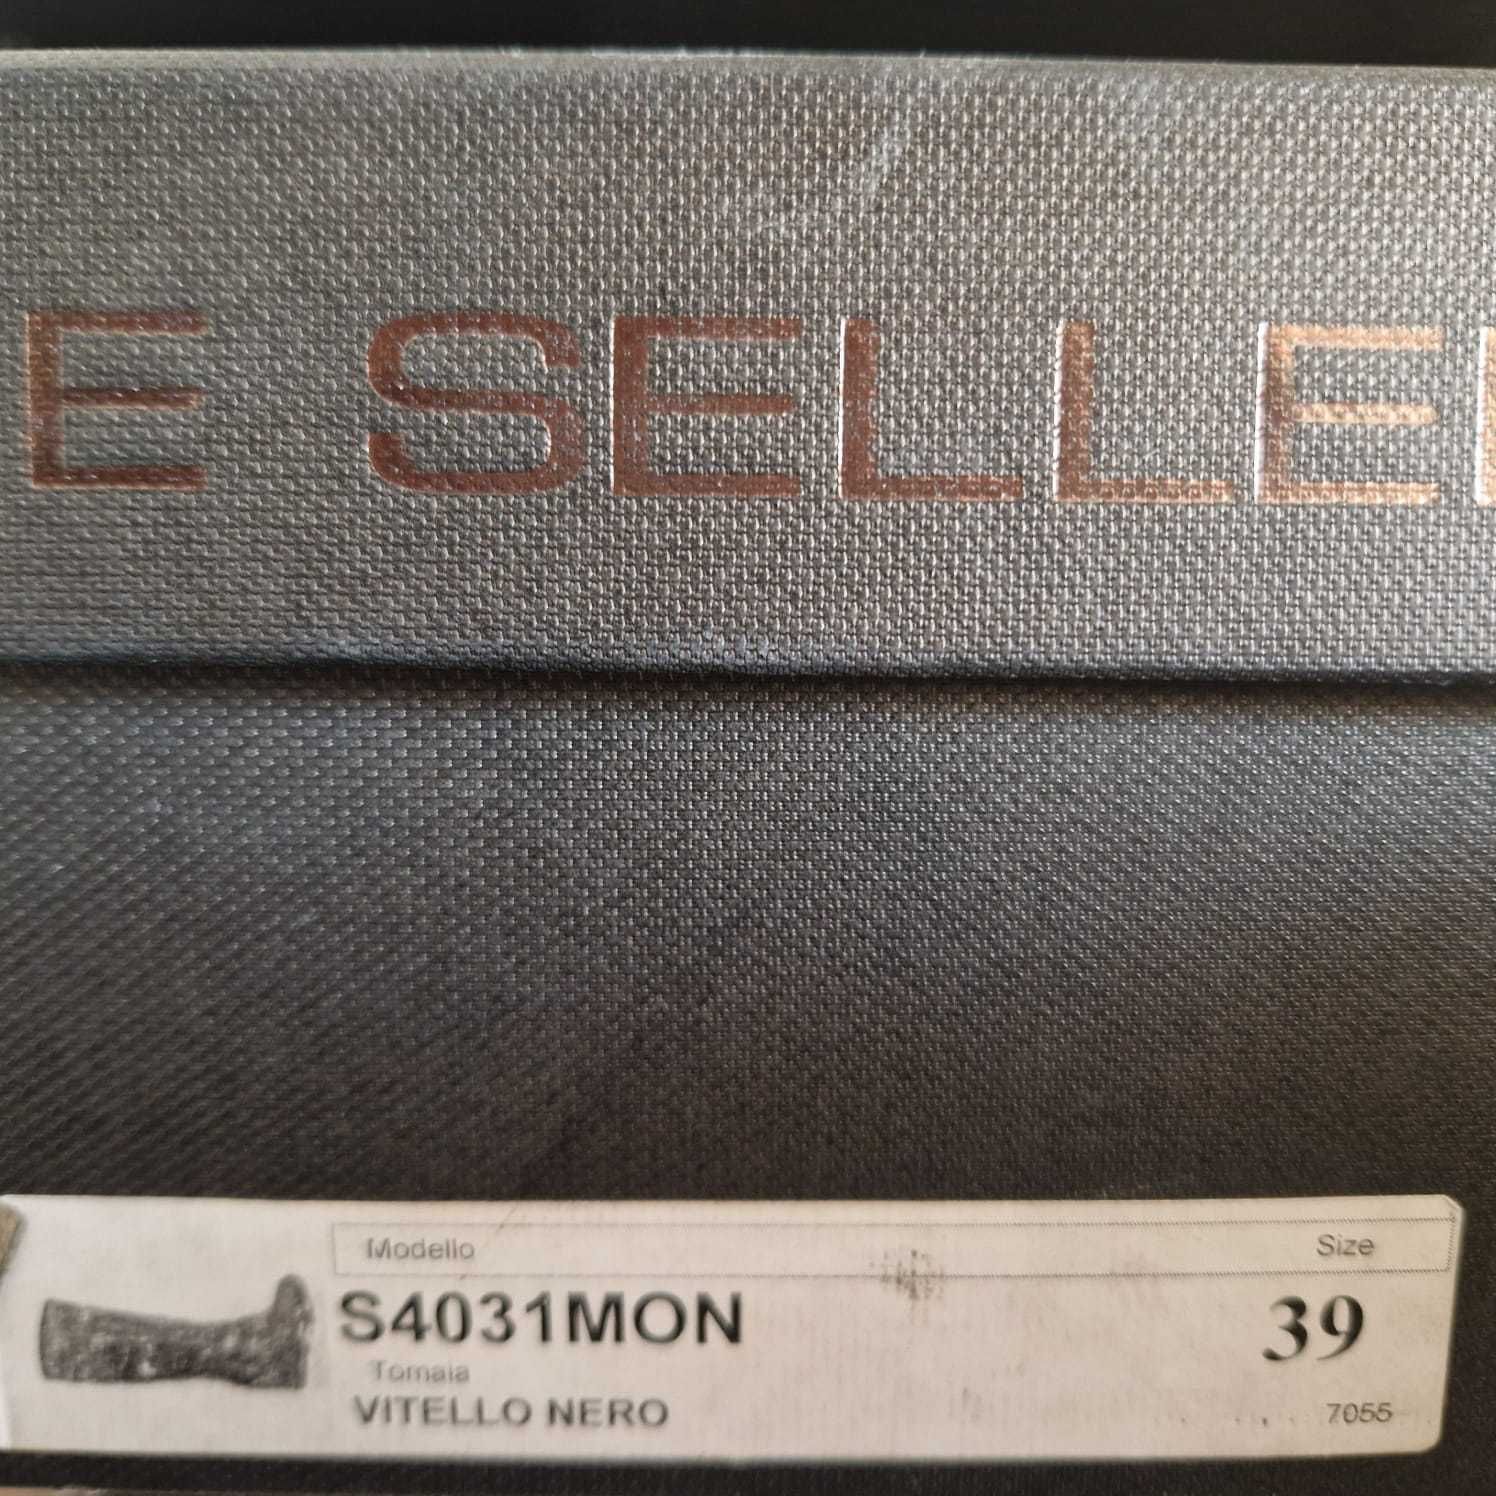 E SELLE
Modello Size
S4031MON 39
Tomaia
VITELLO NERO 7055